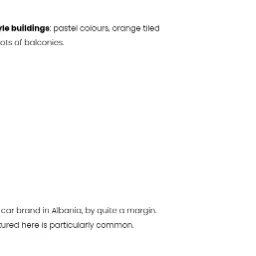 yle buildings: pastel colours, orange tiled
ots of balconies.
car brand in Albania, by quite a margin.
tured here is particularly common.